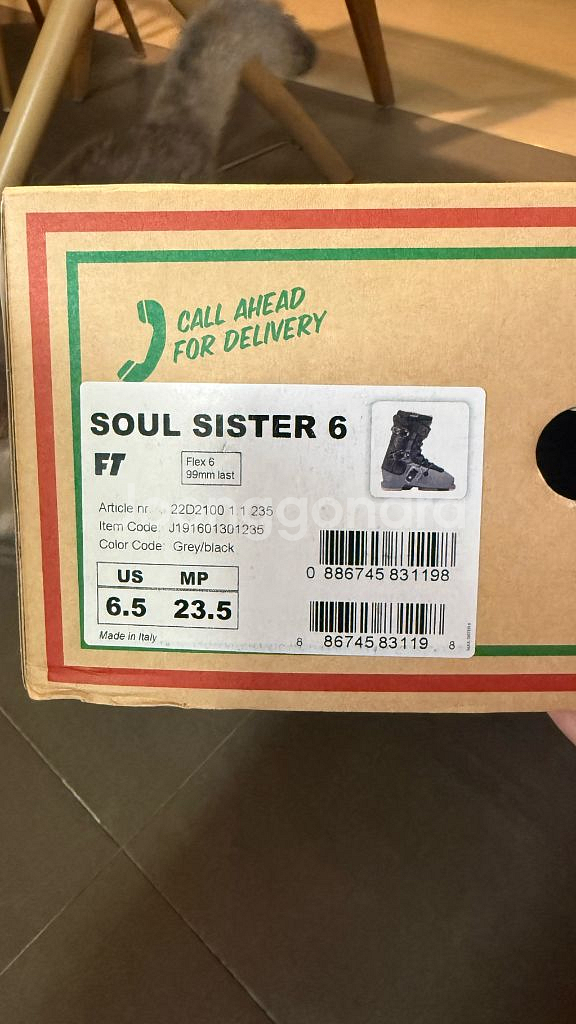 CALL AHEAD
FOR DELIVERY
SOUL SISTER 6
FT
Flex 6
99mm last
Article nr. 22D2100 1.1 235
Item Code: J191601301235
Color Code: Grey/black
US MP
6.5 23.5
Made in Italy
0 886745 831198
8 86745 83119 8